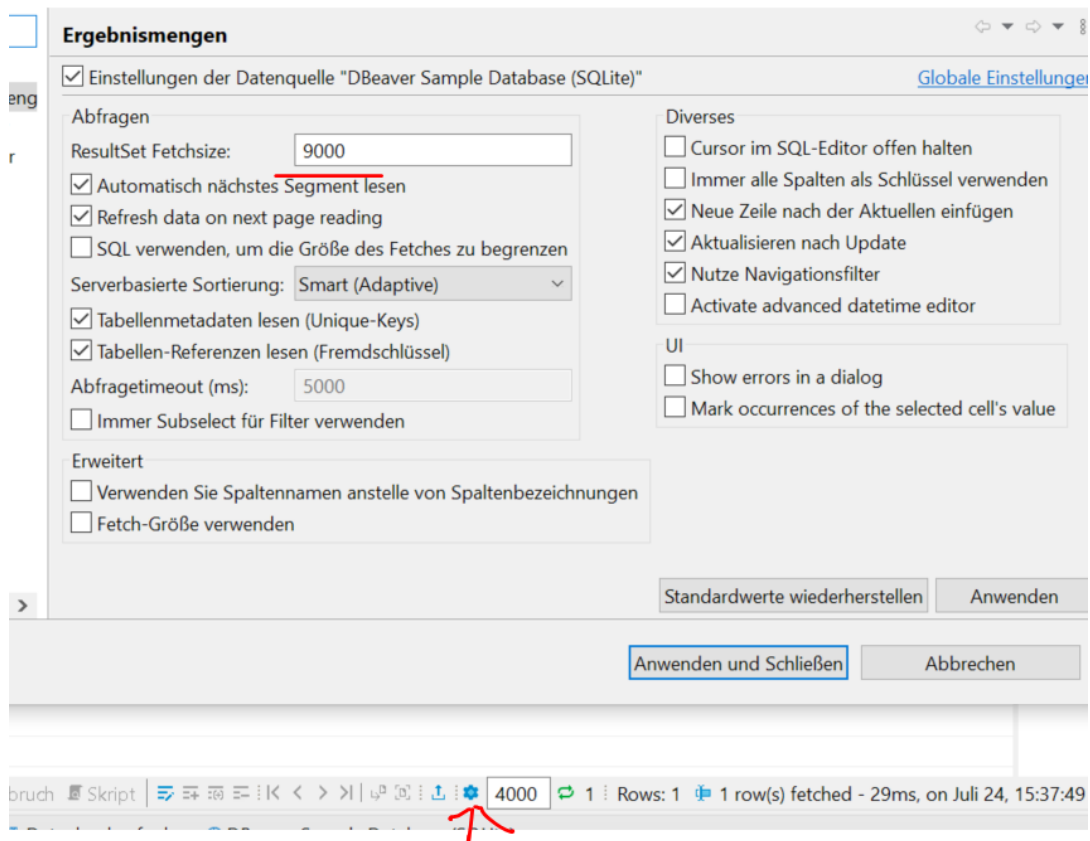 Ergebnismengen
Einstellungen der Datenquelle "DBeaver Sample Database (SQLite)"
Globale Einstellungen
eng
r
Abfragen
ResultSet Fetchsize: 9000
Automatisch nächstes Segment lesen
Refresh data on next page reading
SQL verwenden, um die Größe des Fetches zu begrenzen
Serverbasierte Sortierung: Smart (Adaptive)
Tabellenmetadaten lesen (Unique-Keys)
Tabellen-Referenzen lesen (Fremdschlüssel)
Abfragetimeout (ms): 5000
Immer Subselect für Filter verwenden
Diverses
Cursor im SQL-Editor offen halten
Immer alle Spalten als Schlüssel verwenden
Neue Zeile nach der Aktuellen einfügen
Aktualisieren nach Update
Nutze Navigationsfilter
Activate advanced datetime editor
UI
Show errors in a dialog
Mark occurrences of the selected cell's value
Erweitert
Verwenden Sie Spaltennamen anstelle von Spaltenbezeichnungen
Fetch-Größe verwenden
Standardwerte wiederherstellen Anwenden
Anwenden und Schließen Abbrechen
bruch Skript 4000 1 Rows: 1 1 row(s) fetched - 29ms, on Juli 24, 15:37:49